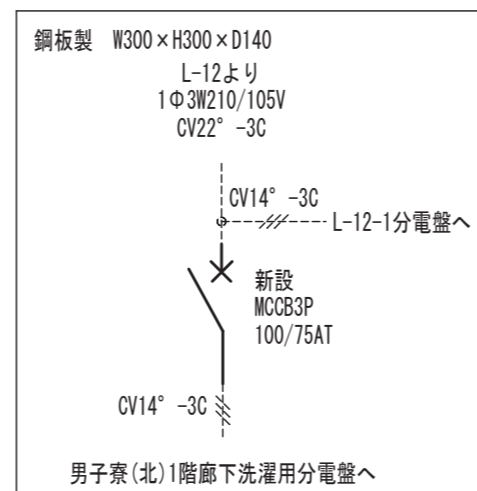 鋼板製 W300×H300×D140
L-12より
1Φ3W210/105V
CV22°-3C
CV14°-3C
L-12-1分電盤へ
新設
MCCB3P
100/75AT
CV14°-3C
男子寮(北)1階廊下洗濯用分電盤へ